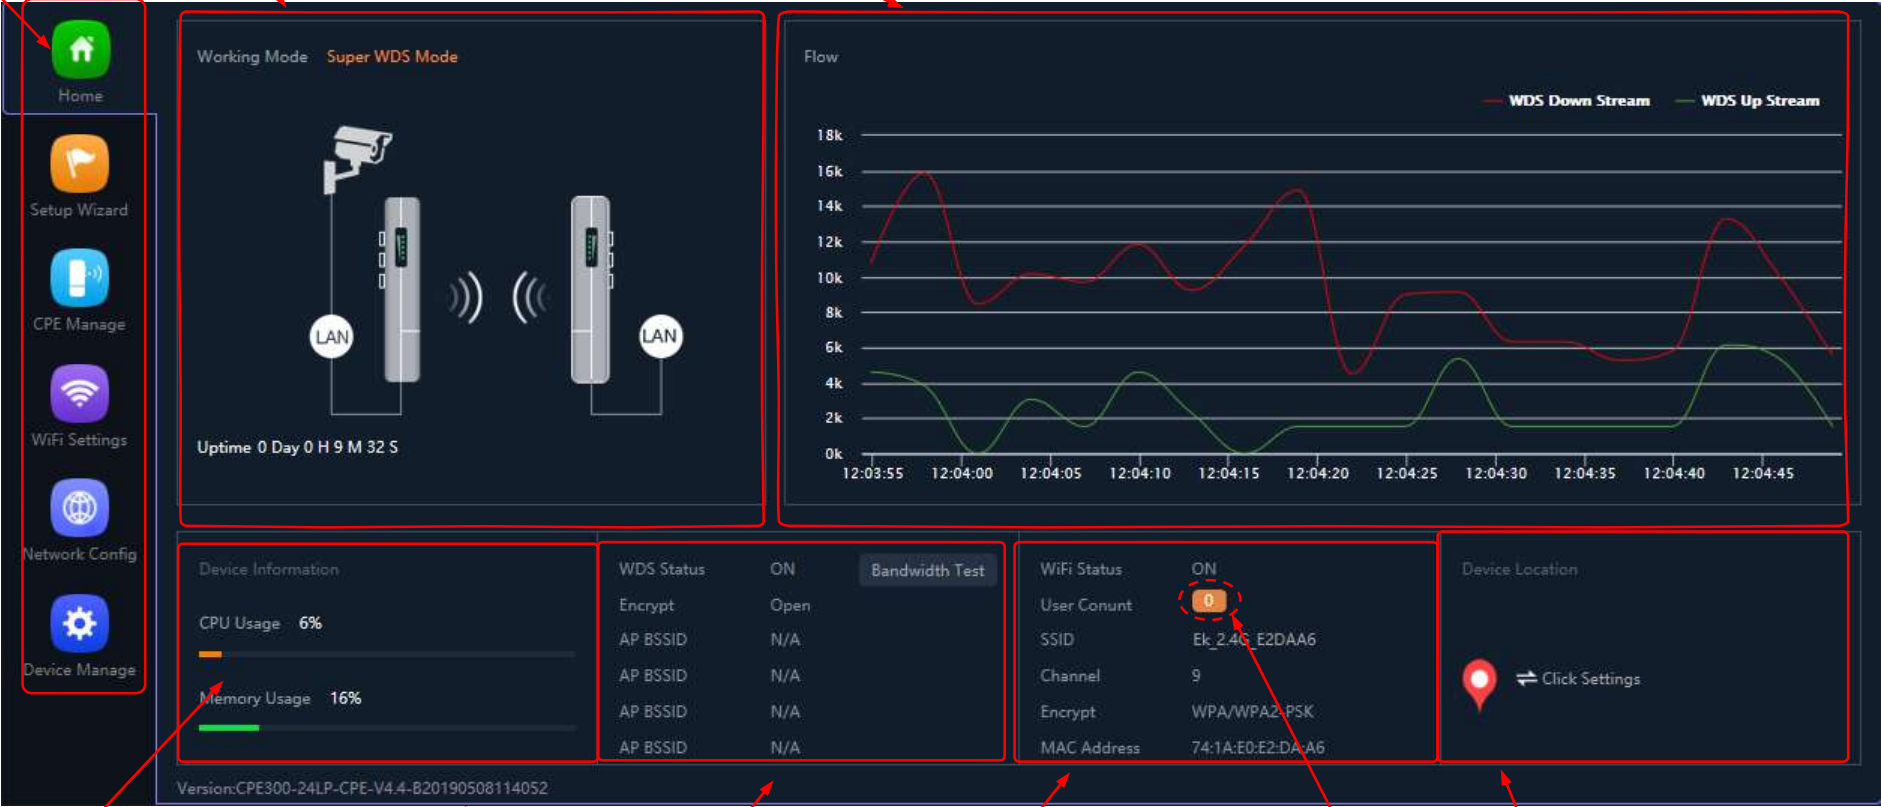 Home
Setup Wizard
CPE Manage
WiFi Settings
Network Config
Device Manage
Working Mode Super WDS Mode
LAN
LAN
Uptime 0 Day 0 H 9 M 32 S
Flow
WDS Down Stream WDS Up Stream
18k
16k
14k
12k
10k
8k
6k
4k
2k
0k
12:03:55 12:04:00 12:04:05 12:04:10 12:04:15 12:04:20 12:04:25 12:04:30 12:04:35 12:04:40 12:04:45
Device Information
CPU Usage 6%
Memory Usage 16%
WDS Status ON Bandwidth Test
Encrypt Open
AP BSSID N/A
AP BSSID N/A
AP BSSID N/A
AP BSSID N/A
WiFi Status ON
User Conunt 0
SSID Ek_2.4G_E2DAA6
Channel 9
Encrypt WPA/WPA2-PSK
MAC Address 74:1A:E0:E2:DA:A6
Device Location
Click Settings
Version:CPE300-24LP-CPE-V4.4-B20190508114052